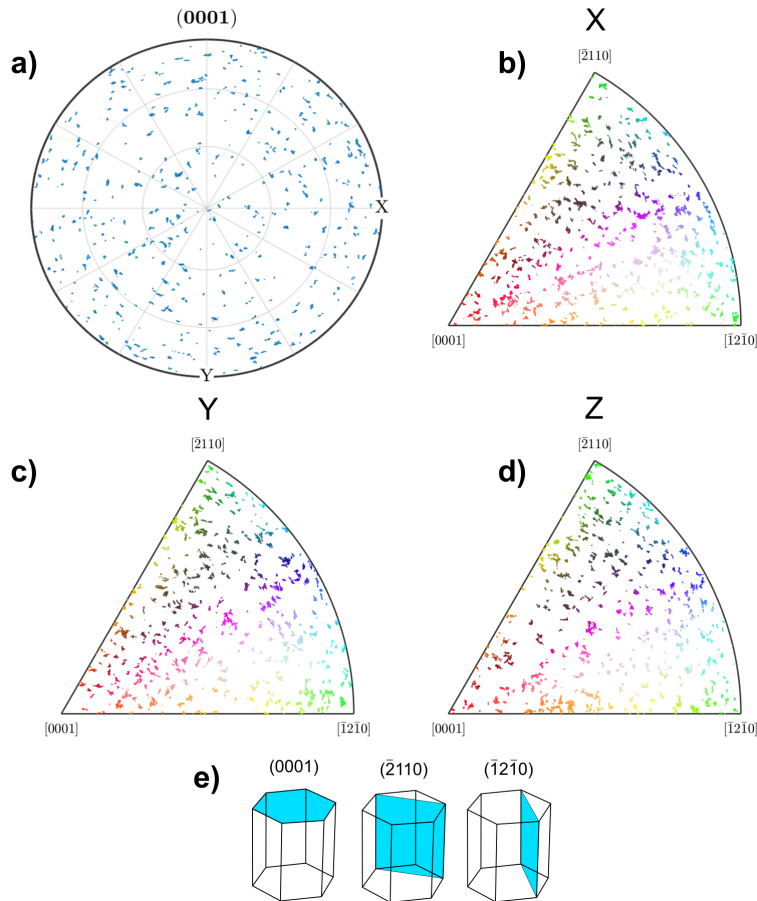 (0001)
X
a)
b)
[2̄110]
X
Y
[0001]
[1̄21̄0]
Y
Z
c)
[2̄110]
d)
[2̄110]
[0001]
[1̄21̄0]
[0001]
[1̄21̄0]
e)
(0001)
(2̄110)
(1̄21̄0)